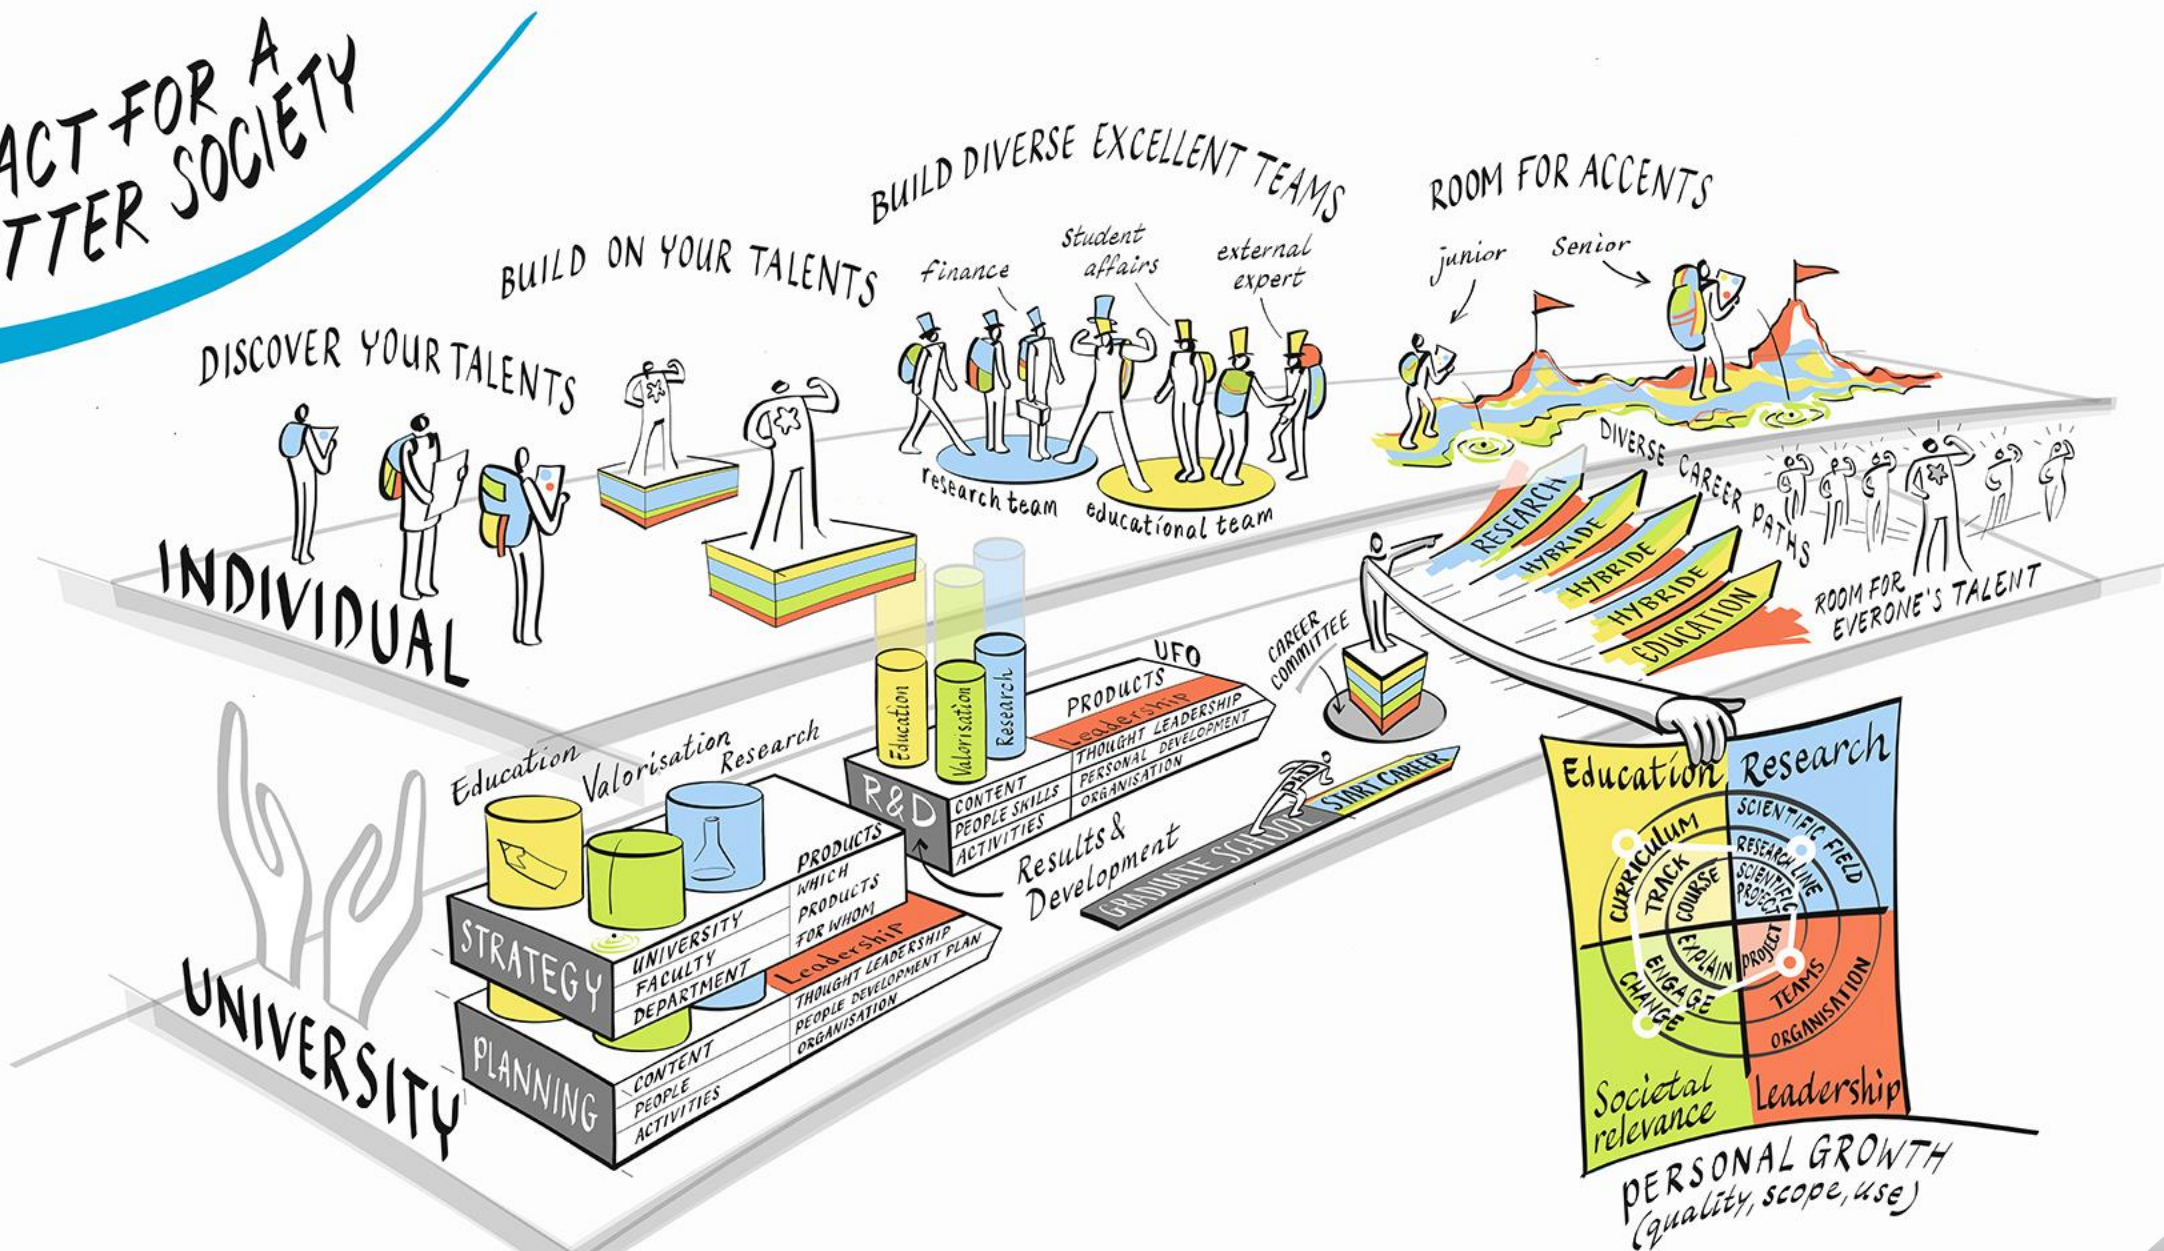 ACT FOR A
TTER SOCIETY
DISCOVER YOUR TALENTS
BUILD ON YOUR TALENTS
BUILD DIVERSE EXCELLENT TEAMS
finance
Student
affairs
external
expert
research team
educational team
ROOM FOR ACCENTS
junior
Senior
INDIVIDUAL
DIVERSE CAREER PATHS
RESEARCH
HYBRIDE
HYBRIDE
HYBRIDE
EDUCATION
ROOM FOR
EVERONE'S TALENT
CAREER
COMMITTEE
UFO
Education
Valorisation
Research
PRODUCTS
Leadership
THOUGHT LEADERSHIP
PERSONAL DEVELOPMENT
ORGANISATION
R&D
CONTENT
PEOPLE SKILLS
ACTIVITIES
Results &
Development
GRADUATE SCHOOL
PhD
START CAREER
Education
Valorisation
Research
STRATEGY
UNIVERSITY
FACULTY
DEPARTMENT
PRODUCTS
WHICH
PRODUCTS
FOR WHOM
Leadership
THOUGHT LEADERSHIP
PEOPLE DEVELOPMENT PLAN
ORGANISATION
PLANNING
CONTENT
PEOPLE
ACTIVITIES
UNIVERSITY
Education
Research
CURRICULUM
TRACK
COURSE
SCIENTIFIC FIELD
RESEARCH LINE
SCIENTIFIC
PROJECT
EXPLAIN
ENGAGE
CHANGE
PROJECT
TEAMS
ORGANISATION
Societal
relevance
Leadership
PERSONAL GROWTH
(quality, scope, use)